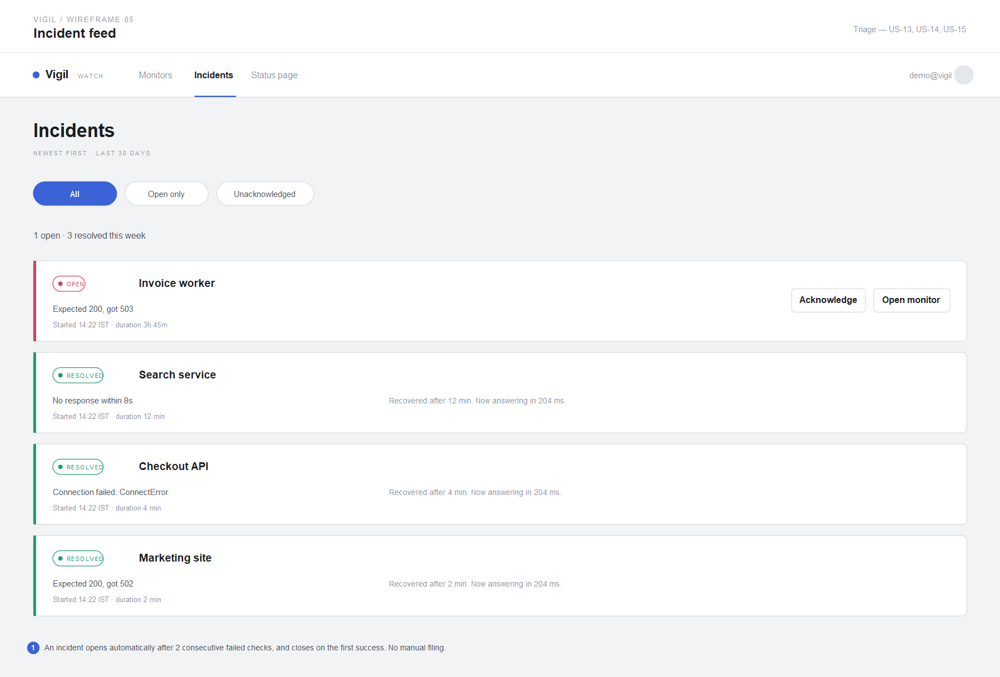 VIGIL / WIREFRAME 05
Incident feed
Triage — US-13, US-14, US-15
Vigil WATCH Monitors Incidents Status page demo@vigil
Incidents
NEWEST FIRST · LAST 30 DAYS
All Open only Unacknowledged
1 open · 3 resolved this week
OPEN Invoice worker
Acknowledge Open monitor
Expected 200, got 503
Started 14:22 IST · duration 3h 45m
RESOLVED Search service
No response within 8s Recovered after 12 min. Now answering in 204 ms.
Started 14:22 IST · duration 12 min
RESOLVED Checkout API
Connection failed: ConnectError Recovered after 4 min. Now answering in 204 ms.
Started 14:22 IST · duration 4 min
RESOLVED Marketing site
Expected 200, got 502 Recovered after 2 min. Now answering in 204 ms.
Started 14:22 IST · duration 2 min
1 An incident opens automatically after 2 consecutive failed checks, and closes on the first success. No manual filing.